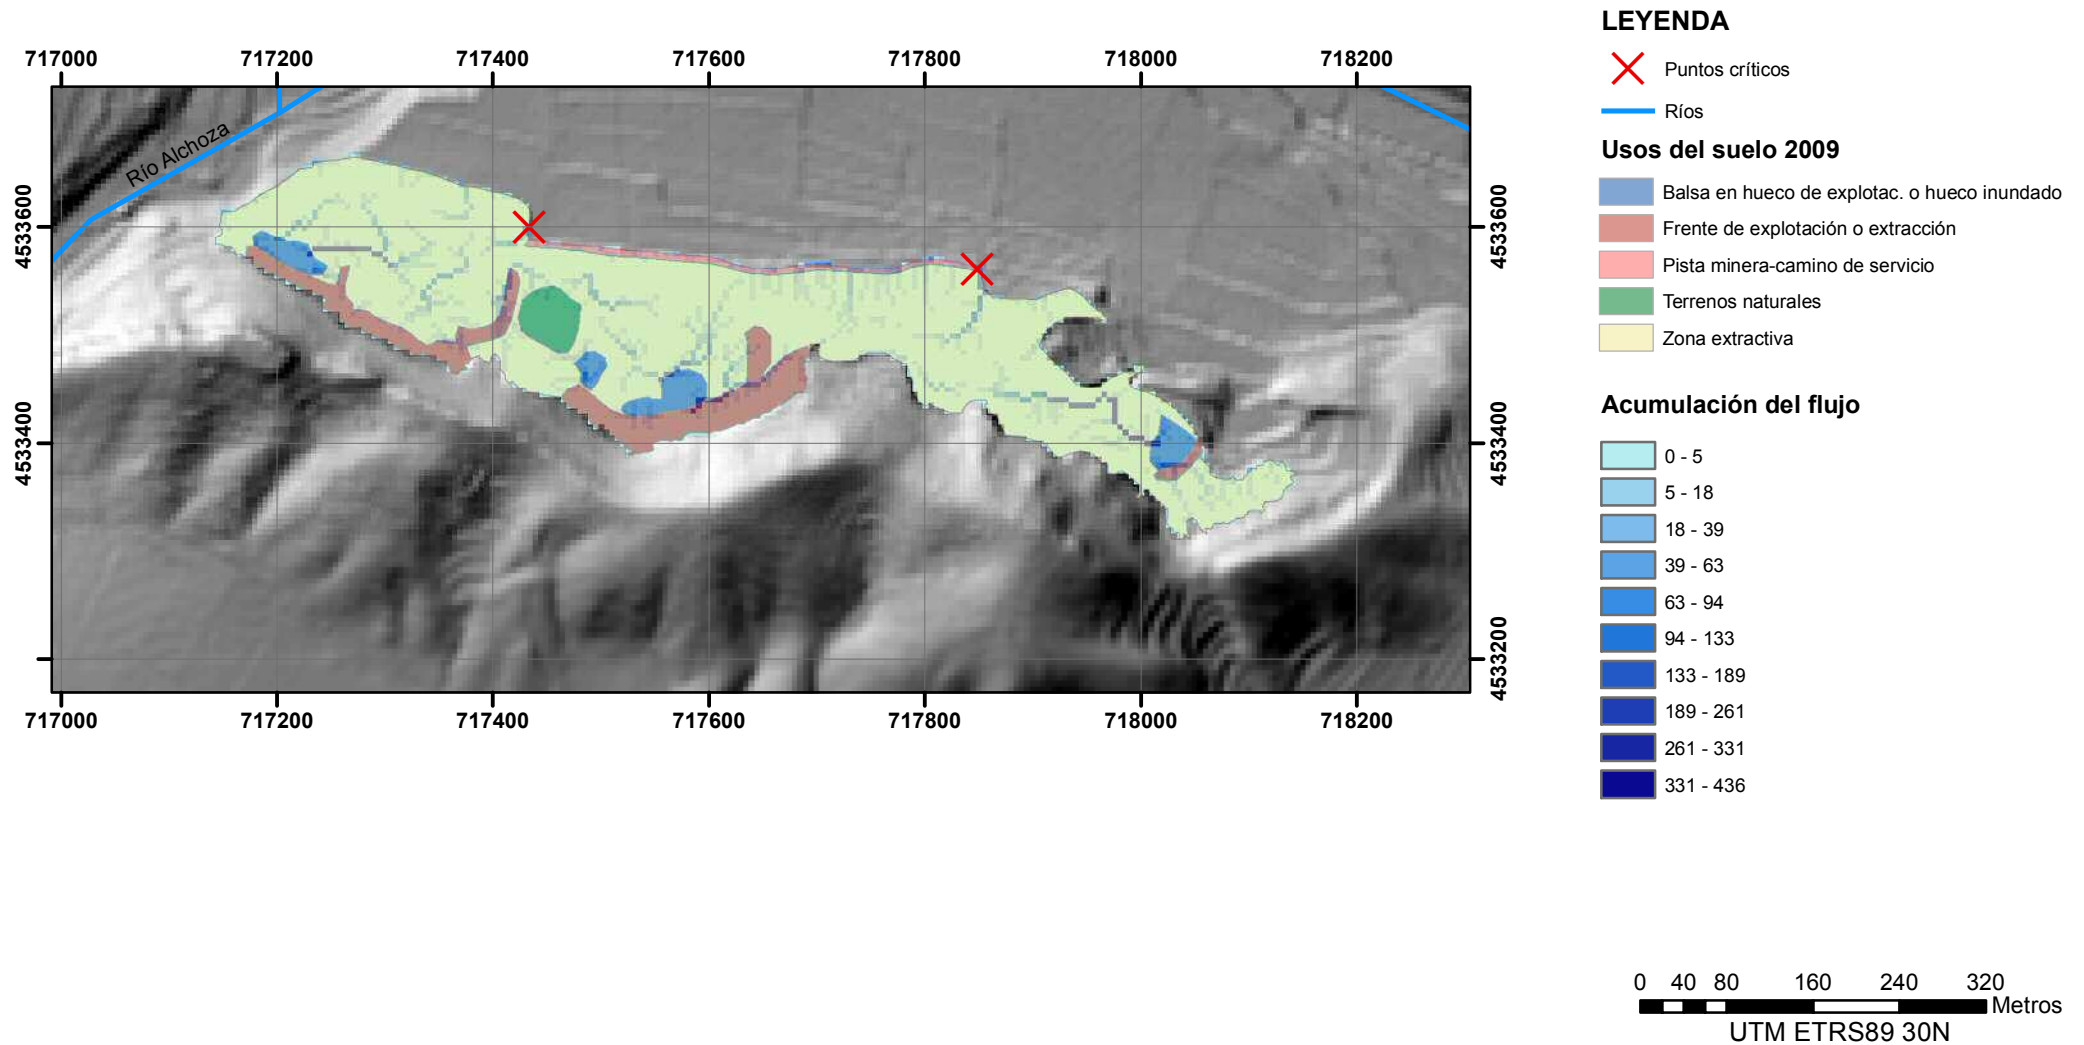 LEYENDA
Puntos críticos
Ríos
Usos del suelo 2009
Balsa en hueco de explotac. o hueco inundado
Frente de explotación o extracción
Pista minera-camino de servicio
Terrenos naturales
Zona extractiva
Acumulación del flujo
0 - 5
5 - 18
18 - 39
39 - 63
63 - 94
94 - 133
133 - 189
189 - 261
261 - 331
331 - 436
717000 717200 717400 717600 717800 718000 718200
Río Alchoza
4533600 4533600
4533400 4533400
4533200
717000 717200 717400 717600 717800 718000 718200
0 40 80 160 240 320
Metros
UTM ETRS89 30N